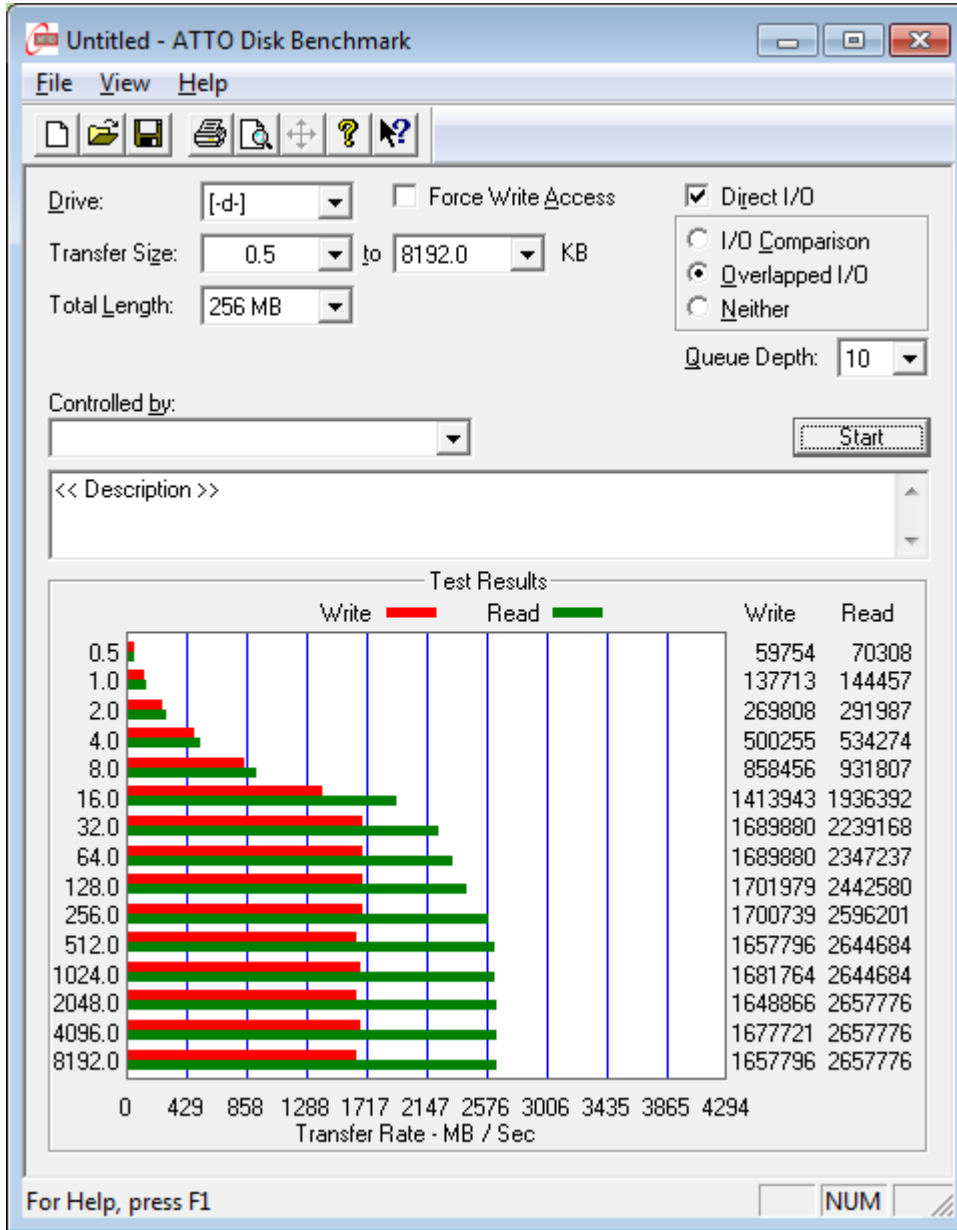 Untitled - ATTO Disk Benchmark
File View Help
Drive: [-d-] Force Write Access Direct I/O
Transfer Size: 0.5 to 8192.0 KB I/O Comparison
Overlapped I/O
Total Length: 256 MB Neither
Queue Depth: 10
Controlled by:
Start
<< Description >>
Test Results
Write Read Write Read
0.5 59754 70308
1.0 137713 144457
2.0 269808 291987
4.0 500255 534274
8.0 858456 931807
16.0 1413943 1936392
32.0 1689880 2239168
64.0 1689880 2347237
128.0 1701979 2442580
256.0 1700739 2596201
512.0 1657796 2644684
1024.0 1681764 2644684
2048.0 1648866 2657776
4096.0 1677721 2657776
8192.0 1657796 2657776
0 429 858 1288 1717 2147 2576 3006 3435 3865 4294
Transfer Rate - MB / Sec
For Help, press F1 NUM